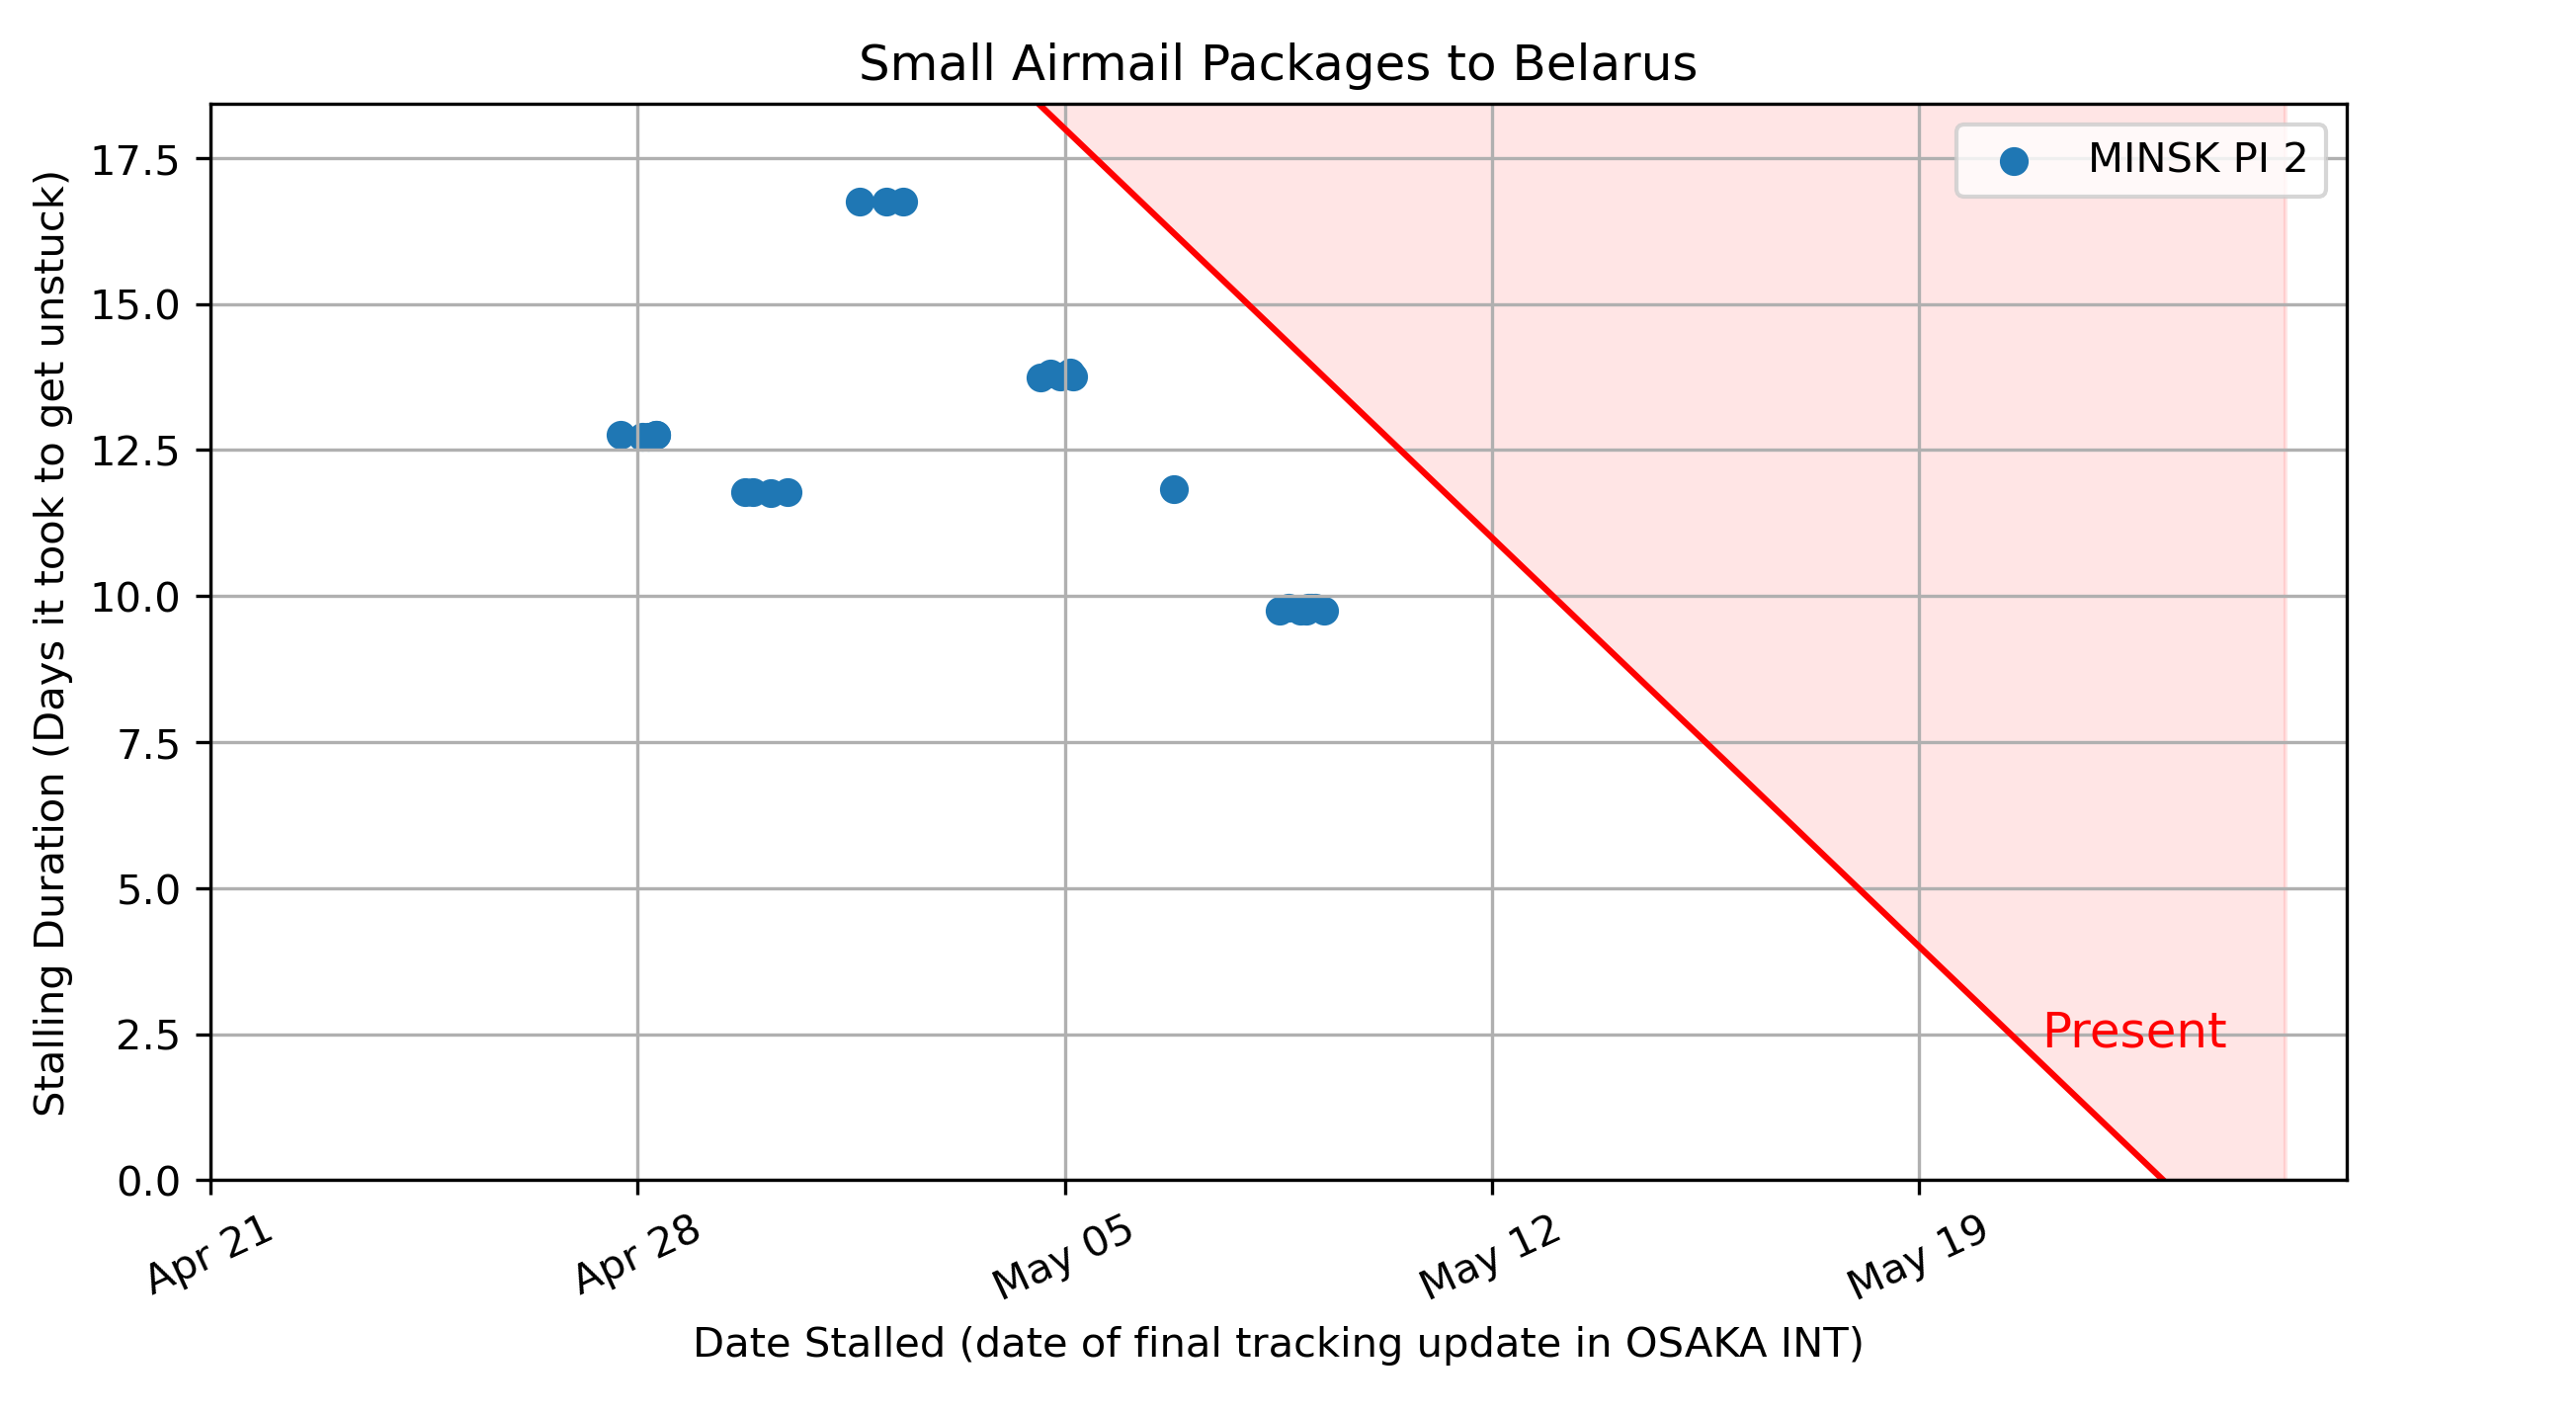 Small Airmail Packages to Belarus
Stalling Duration (Days it took to get unstuck)
17.5
15.0
12.5
10.0
7.5
5.0
2.5
0.0
MINSK PI 2
Present
Apr 21
Apr 28
May 05
May 12
May 19
Date Stalled (date of final tracking update in OSAKA INT)